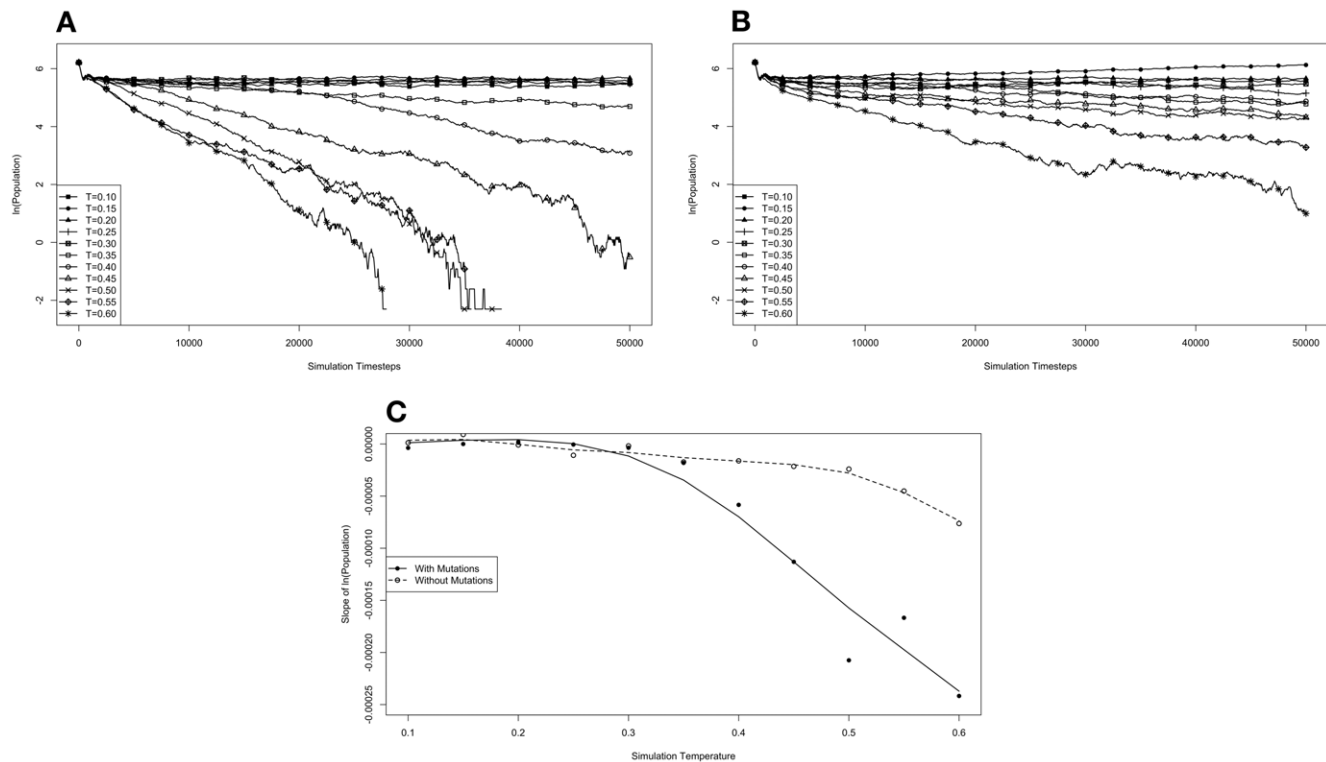 A
ln(Population)
6
4
2
0
-2
T=0.10
T=0.15
T=0.20
T=0.25
T=0.30
T=0.35
T=0.40
T=0.45
T=0.50
T=0.55
T=0.60
0 10000 20000 30000 40000 50000
Simulation Timesteps
B
ln(Population)
6
4
2
0
-2
T=0.10
T=0.15
T=0.20
T=0.25
T=0.30
T=0.35
T=0.40
T=0.45
T=0.50
T=0.55
T=0.60
0 10000 20000 30000 40000 50000
Simulation Timesteps
C
Slope of ln(Population)
0.00000
-0.00005
-0.00010
-0.00015
-0.00020
-0.00025
With Mutations
Without Mutations
0.1 0.2 0.3 0.4 0.5 0.6
Simulation Temperature